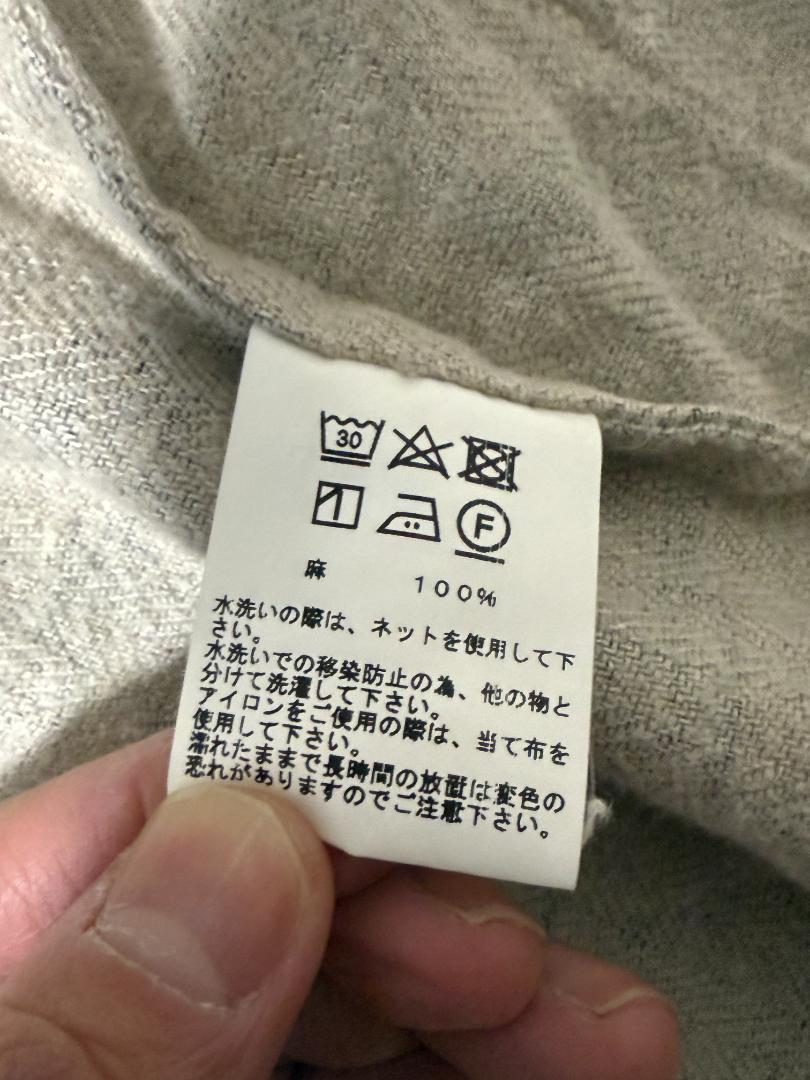 30
F
麻 100%
水洗いの際は、ネットを使用して下
さい。
水洗いでの移染防止の為、他の物と
分けて洗濯して下さい。
アイロンをご使用の際は、当て布を
使用して下さい。
濡れたままで長時間の放置は変色の
恐れがありますのでご注意下さい。